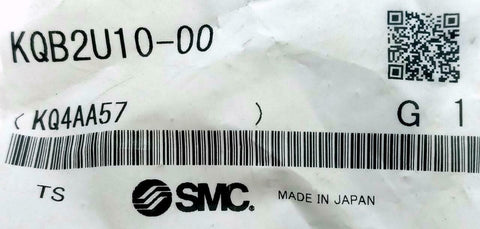 KQB2U10-00
(KQ4AA57 ) G 1
TS SMC. MADE IN JAPAN